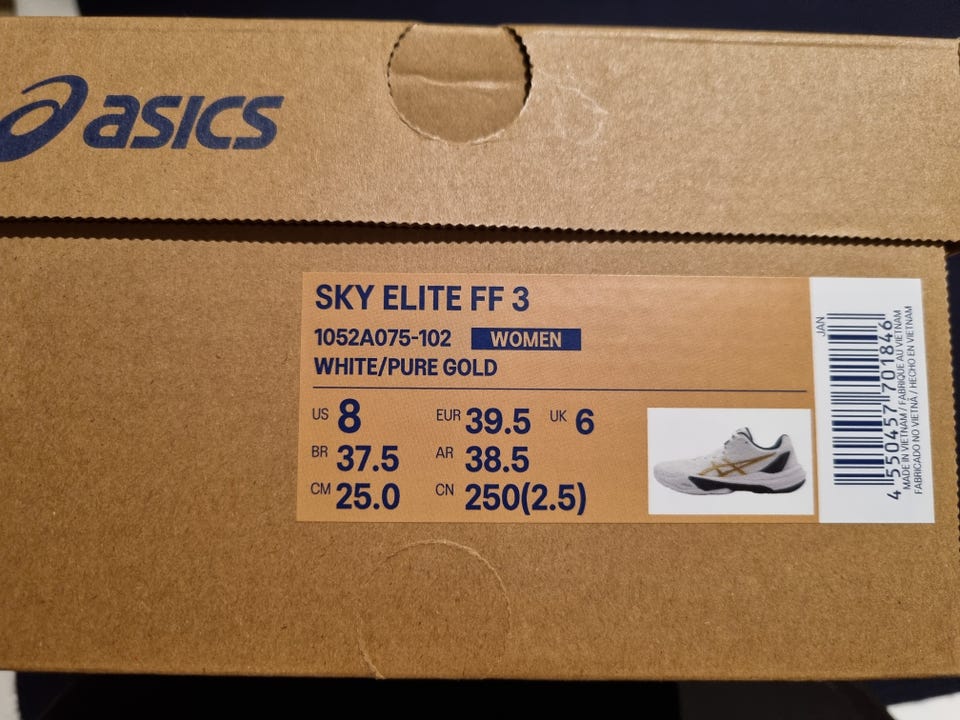 asics
SKY ELITE FF 3
1052A075-102 WOMEN
WHITE/PURE GOLD
US 8 EUR 39.5 UK 6
BR 37.5 AR 38.5
CM 25.0 CN 250(2.5)
JAN
4 550457 701846
MADE IN VIETNAM / FABRIQUE AU VIETNAM
FABRICADO NO VIETNÃ / HECHO EN VIETNAM